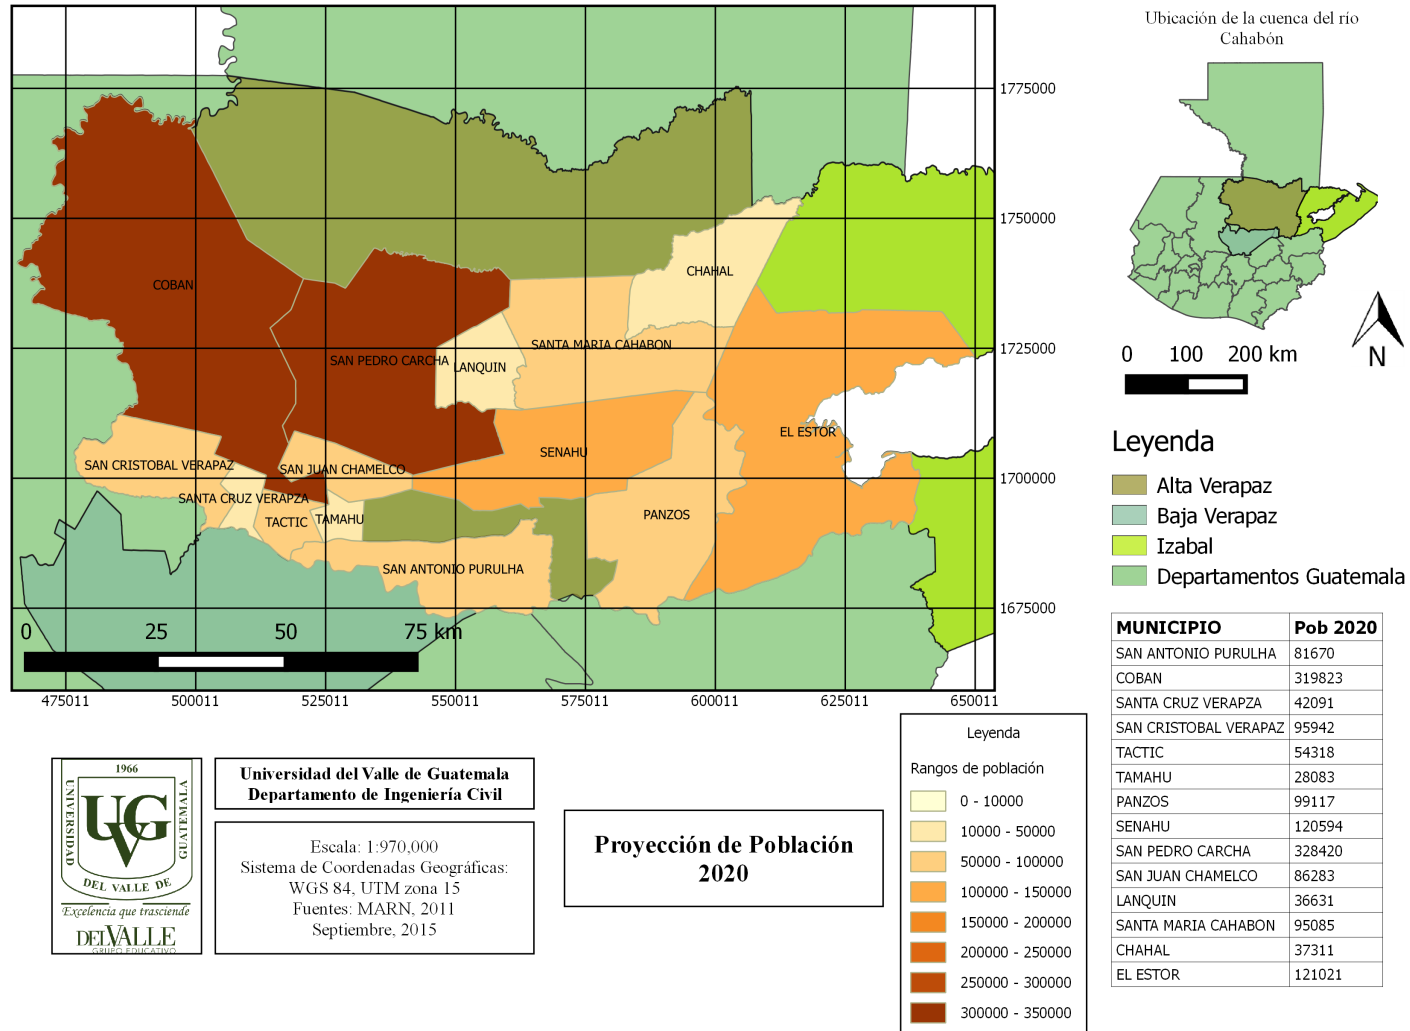 Ubicación de la cuenca del río
Cahabón
1775000
1750000
1725000
1700000
1675000
COBAN
CHAHAL
SAN PEDRO CARCHA
LANQUIN
SANTA MARIA CAHABON
EL ESTOR
SENAHU
SAN CRISTOBAL VERAPAZ
SAN JUAN CHAMELCO
SANTA CRUZ VERAPZA
TACTIC
TAMAHU
PANZOS
SAN ANTONIO PURULHA
0 25 50 75 km
475011 500011 525011 550011 575011 600011 625011 650011
0 100 200 km
N
Leyenda
Alta Verapaz
Baja Verapaz
Izabal
Departamentos Guatemala
MUNICIPIO Pob 2020
SAN ANTONIO PURULHA 81670
COBAN 319823
SANTA CRUZ VERAPZA 42091
SAN CRISTOBAL VERAPAZ 95942
TACTIC 54318
TAMAHU 28083
PANZOS 99117
SENAHU 120594
SAN PEDRO CARCHA 328420
SAN JUAN CHAMELCO 86283
LANQUIN 36631
SANTA MARIA CAHABON 95085
CHAHAL 37311
EL ESTOR 121021
1966
UNIVERSIDAD
UVG
GUATEMALA
DEL VALLE DE
Excelencia que trasciende
DELVALLE
GRUPO EDUCATIVO
Universidad del Valle de Guatemala
Departamento de Ingeniería Civil
Escala: 1:970,000
Sistema de Coordenadas Geográficas:
WGS 84, UTM zona 15
Fuentes: MARN, 2011
Septiembre, 2015
Proyección de Población
2020
Leyenda
Rangos de población
0 - 10000
10000 - 50000
50000 - 100000
100000 - 150000
150000 - 200000
200000 - 250000
250000 - 300000
300000 - 350000